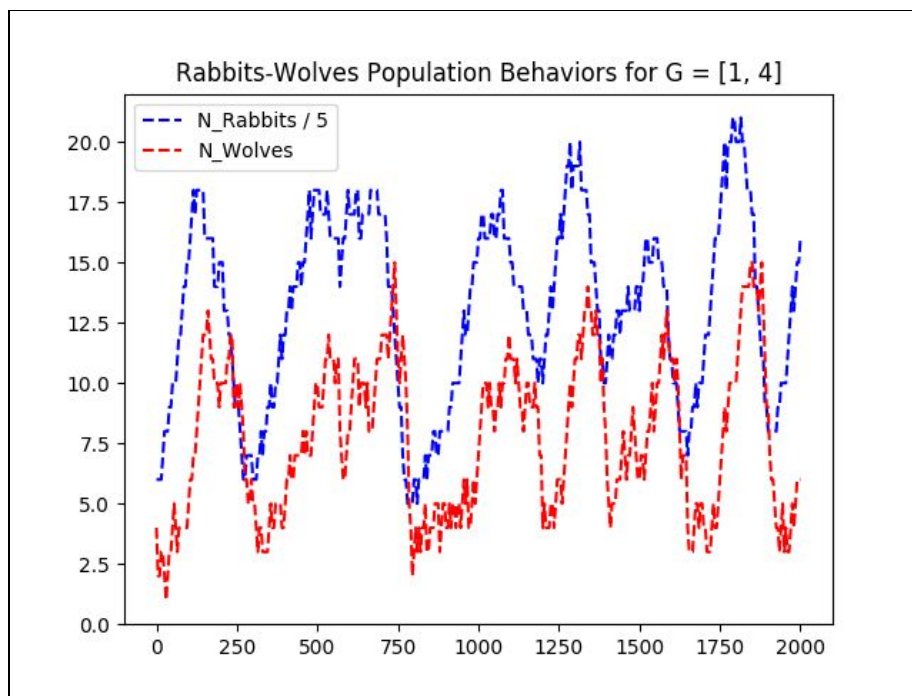 Rabbits-Wolves Population Behaviors for G = [1, 4]
N_Rabbits / 5
N_Wolves
20.0
17.5
15.0
12.5
10.0
7.5
5.0
2.5
0.0
0 250 500 750 1000 1250 1500 1750 2000